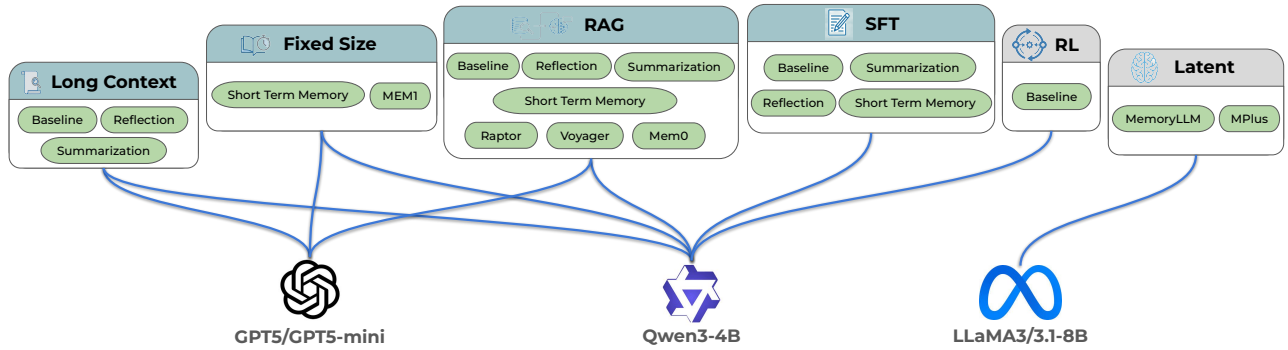 Long Context
Baseline
Reflection
Summarization
Fixed Size
Short Term Memory
MEM1
RAG
Baseline
Reflection
Summarization
Short Term Memory
Raptor
Voyager
Mem0
SFT
Baseline
Summarization
Reflection
Short Term Memory
RL
Baseline
Latent
MemoryLLM
MPlus
GPT5/GPT5-mini
Qwen3-4B
LLaMA3/3.1-8B